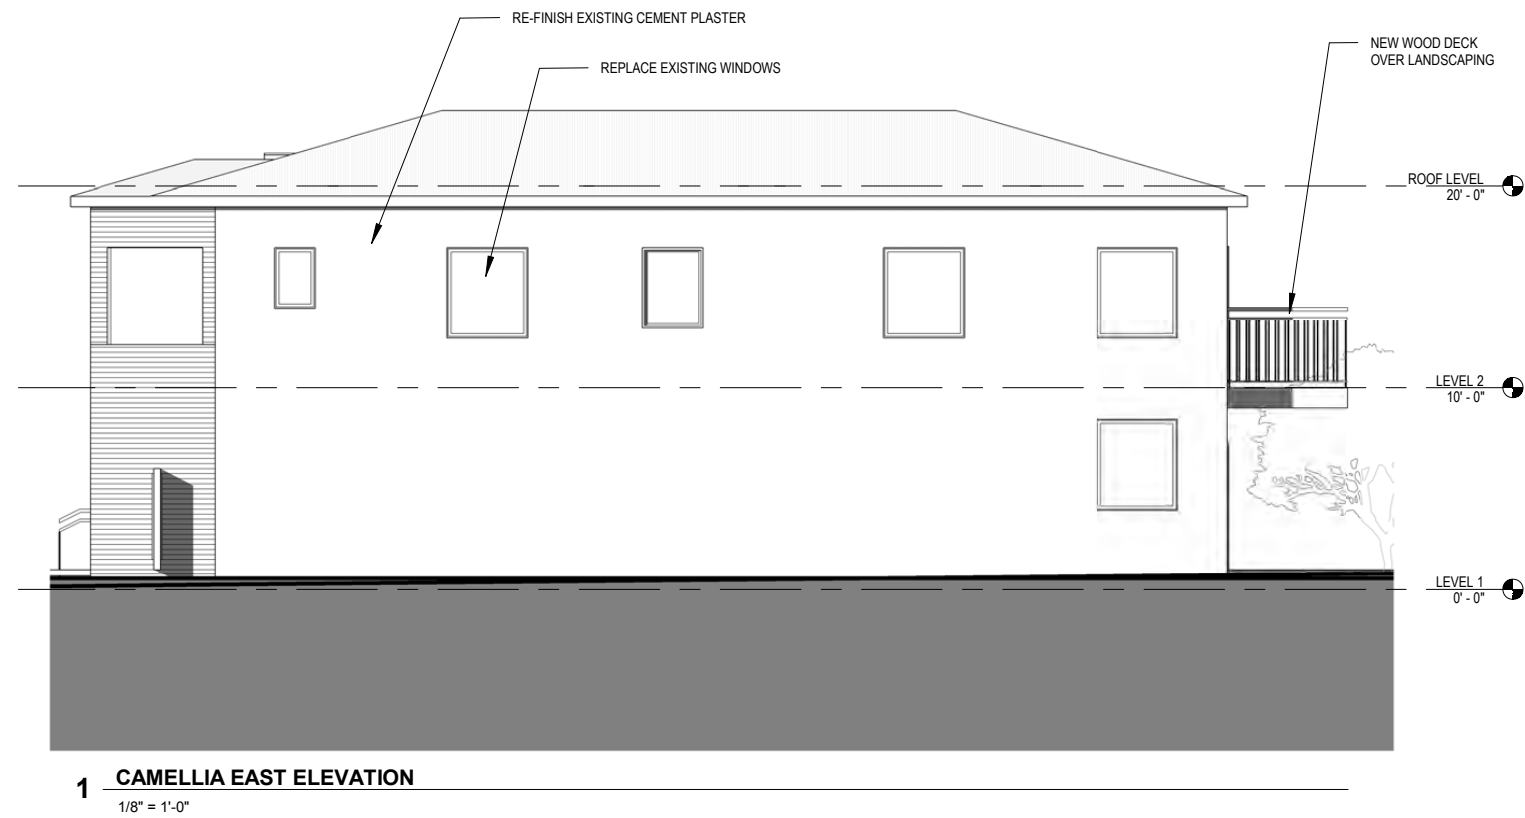 RE-FINISH EXISTING CEMENT PLASTER
REPLACE EXISTING WINDOWS
NEW WOOD DECK
OVER LANDSCAPING
ROOF LEVEL
20' - 0"
LEVEL 2
10' - 0"
LEVEL 1
0' - 0"
1 CAMELLIA EAST ELEVATION
1/8" = 1'-0"